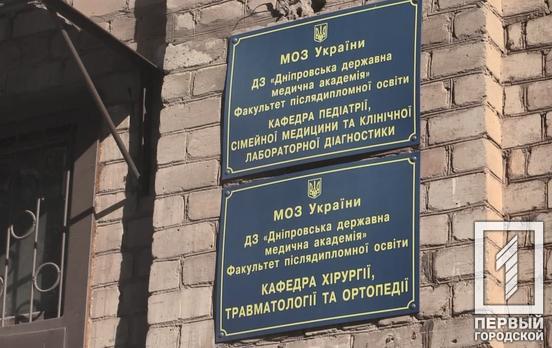 МОЗ України
ДЗ «Дніпровська державна
медична академія»
Факультет післядипломної освіти
КАФЕДРА ПЕДІАТРІЇ,
СІМЕЙНОЇ МЕДИЦИНИ ТА КЛІНІЧНОЇ
ЛАБОРАТОРНОЇ ДІАГНОСТИКИ
МОЗ України
ДЗ «Дніпровська державна
медична академія»
Факультет післядипломної освіти
КАФЕДРА ХІРУРГІЇ,
ТРАВМАТОЛОГІЇ ТА ОРТОПЕДІЇ
1
ПЕРВЫЙ
ГОРОДСКОЙ